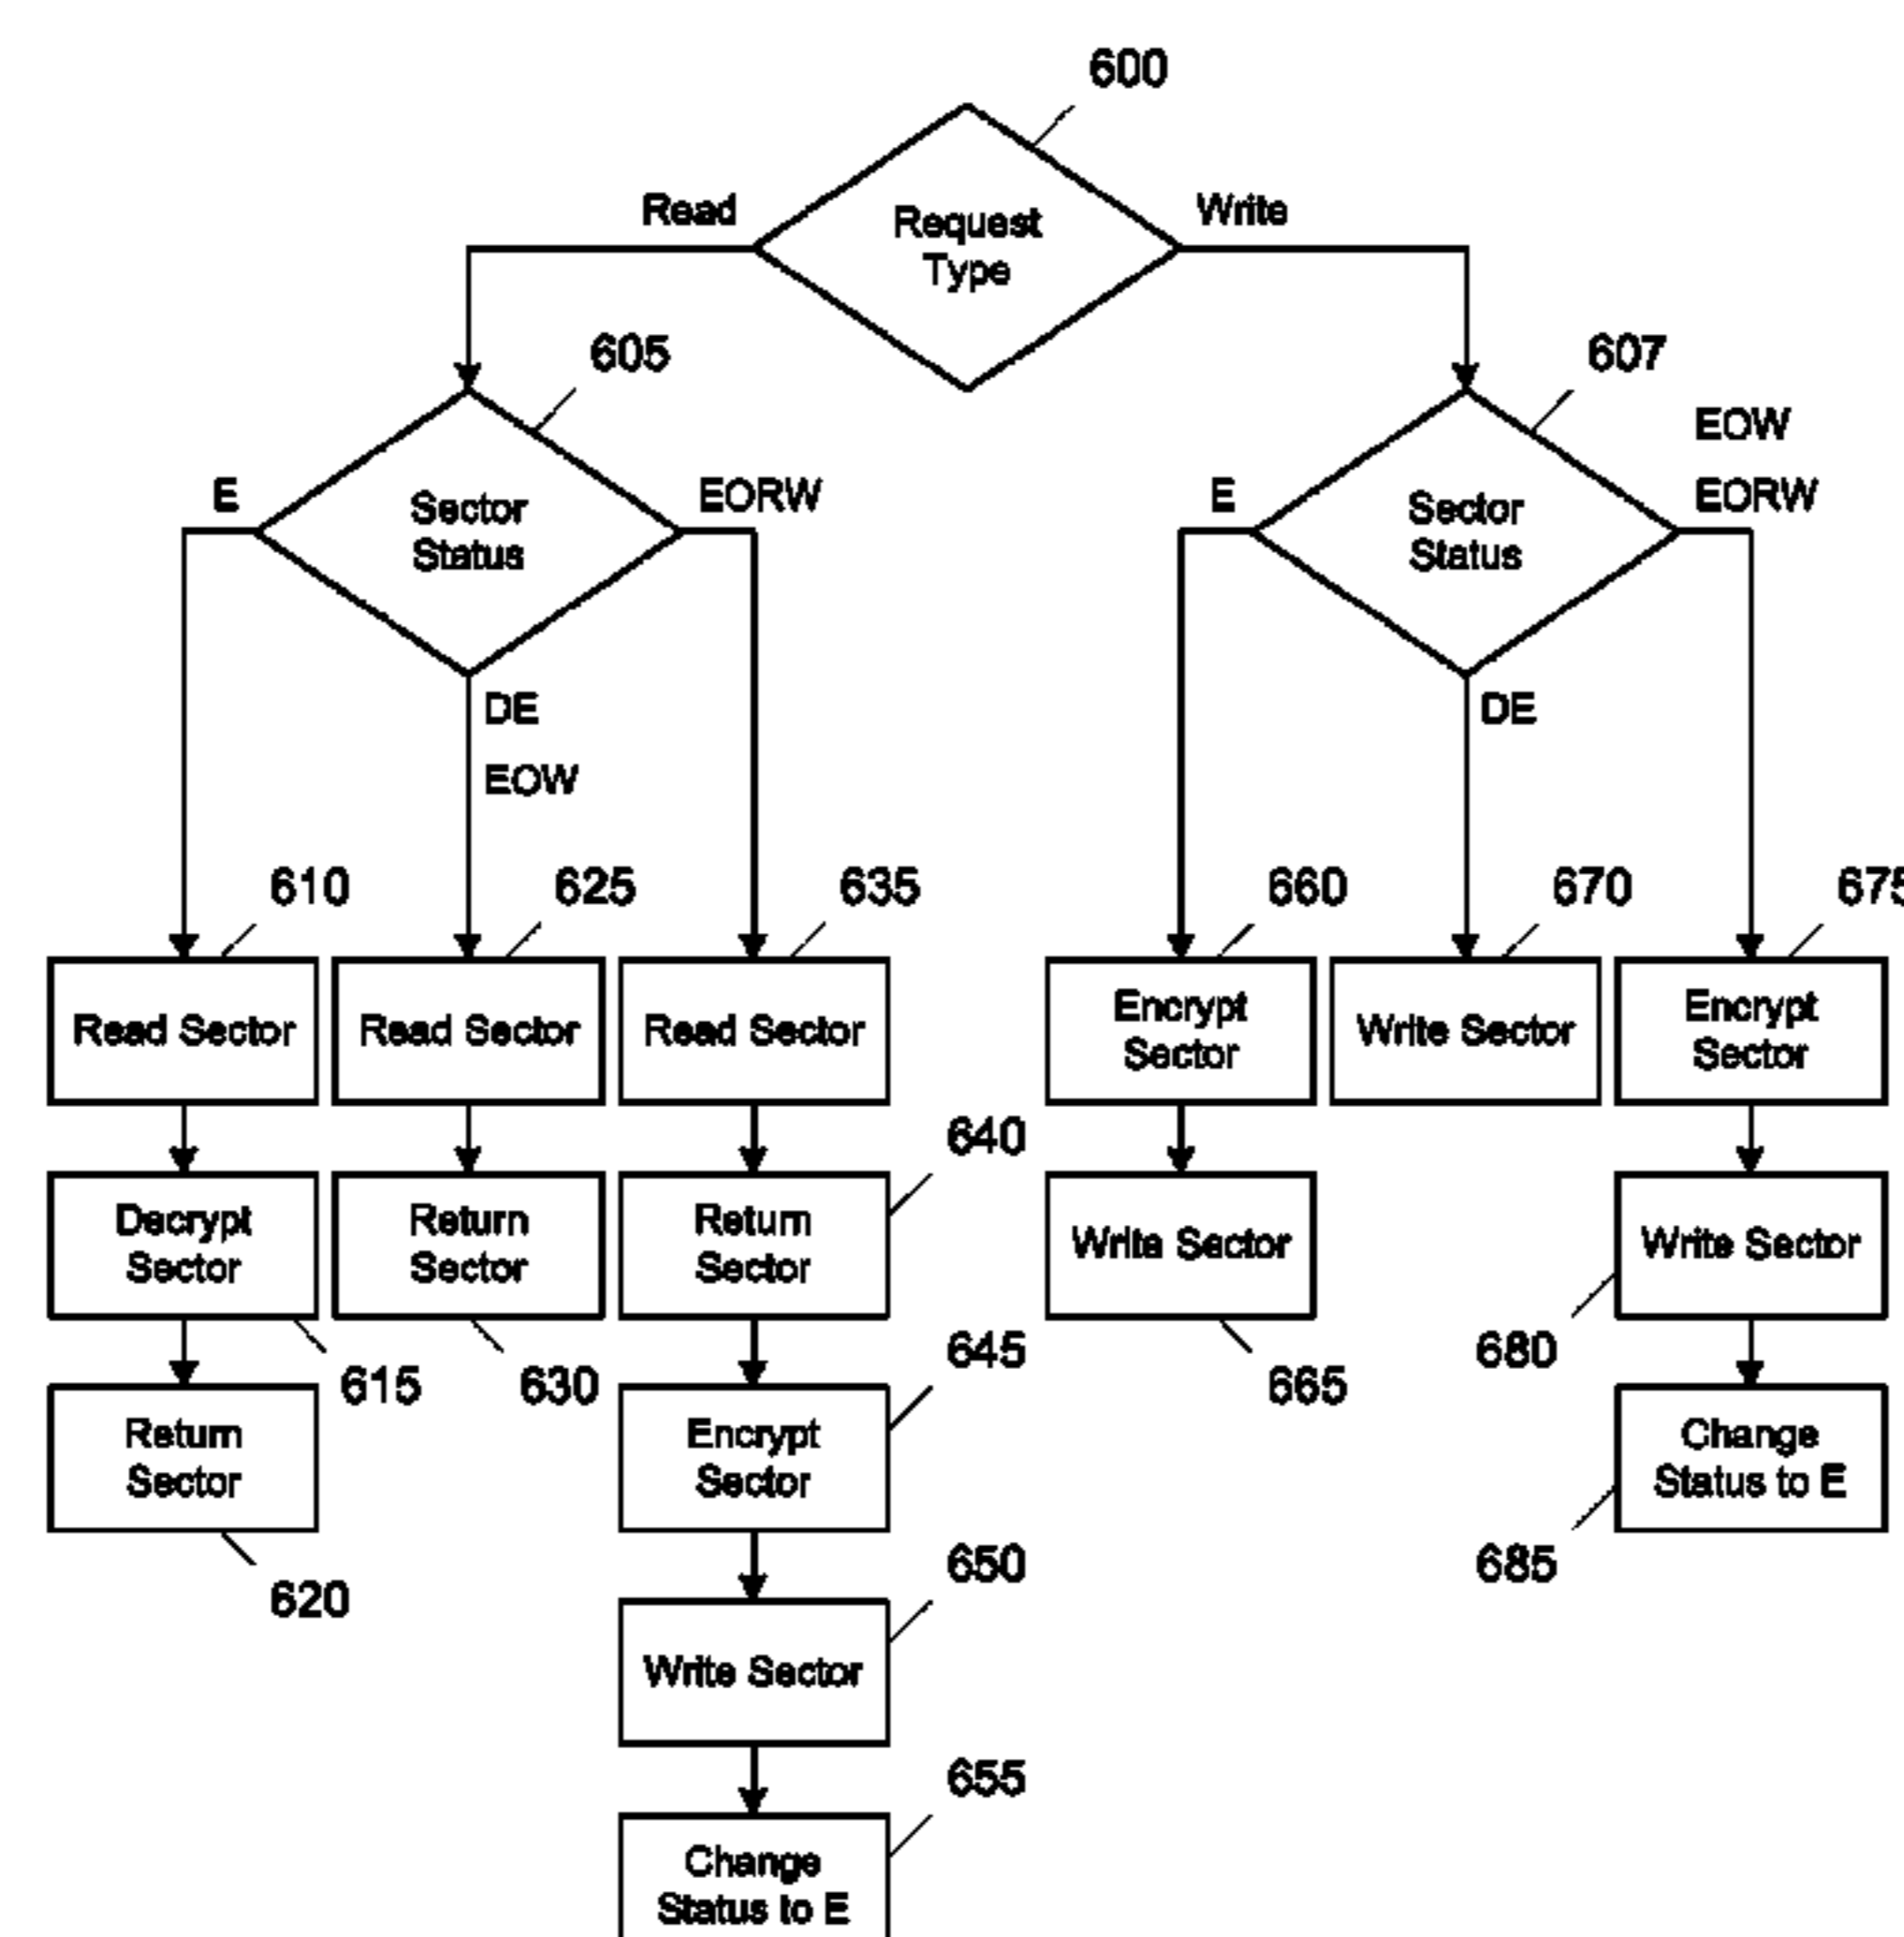 600
Read
Write
Request
Type
605
607
EOW
E
EORW
E
EORW
Sector
Status
Sector
Status
DE
DE
EOW
610
625
635
660
670
675
Read Sector
Read Sector
Read Sector
Encrypt
Sector
Write Sector
Encrypt
Sector
640
Decrypt
Sector
Return
Sector
Return
Sector
Write Sector
Write Sector
645
680
615
630
665
Return
Sector
Encrypt
Sector
Change
Status to E
650
685
620
Write Sector
655
Change
Status to E